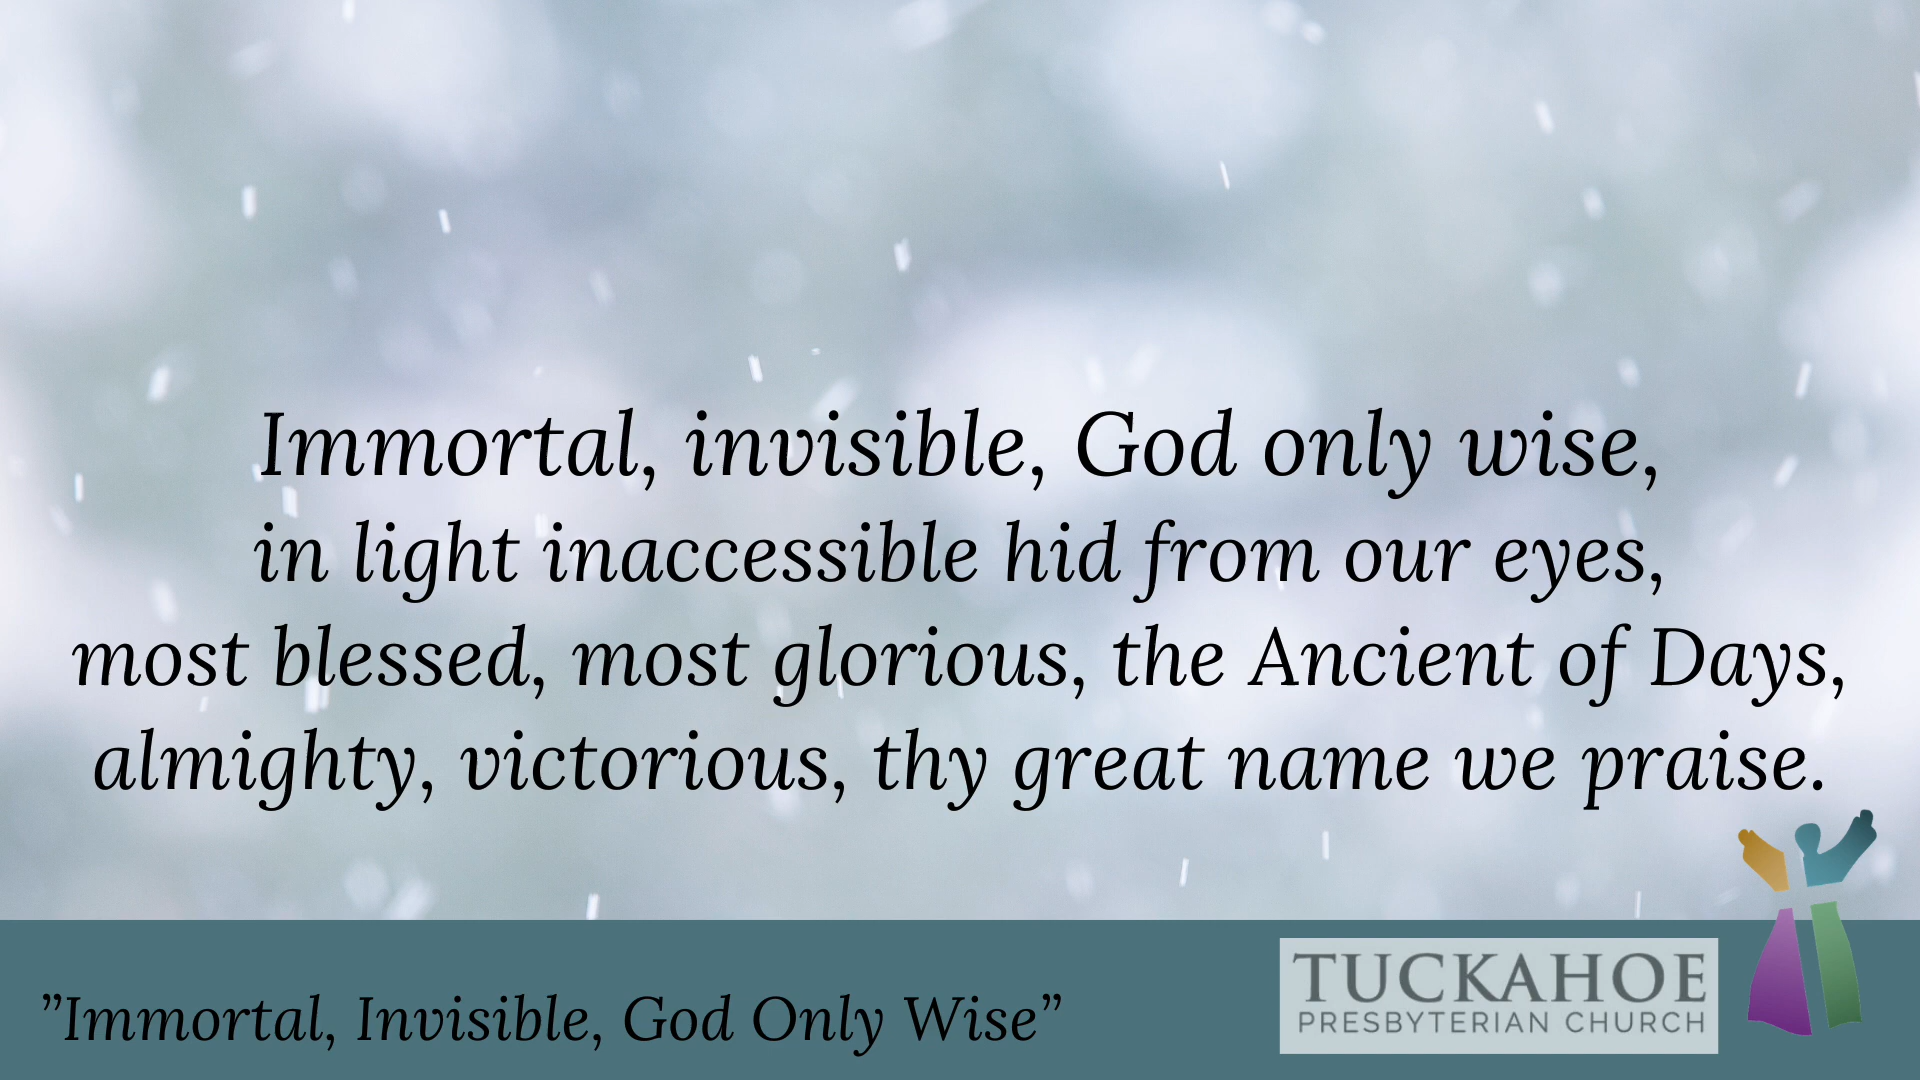 Immortal, invisible, God only wise,
in light inaccessible hid from our eyes,
most blessed, most glorious, the Ancient of Days,
almighty, victorious, thy great name we praise.
”Immortal, Invisible, God Only Wise”
TUCKAHOE
PRESBYTERIAN CHURCH